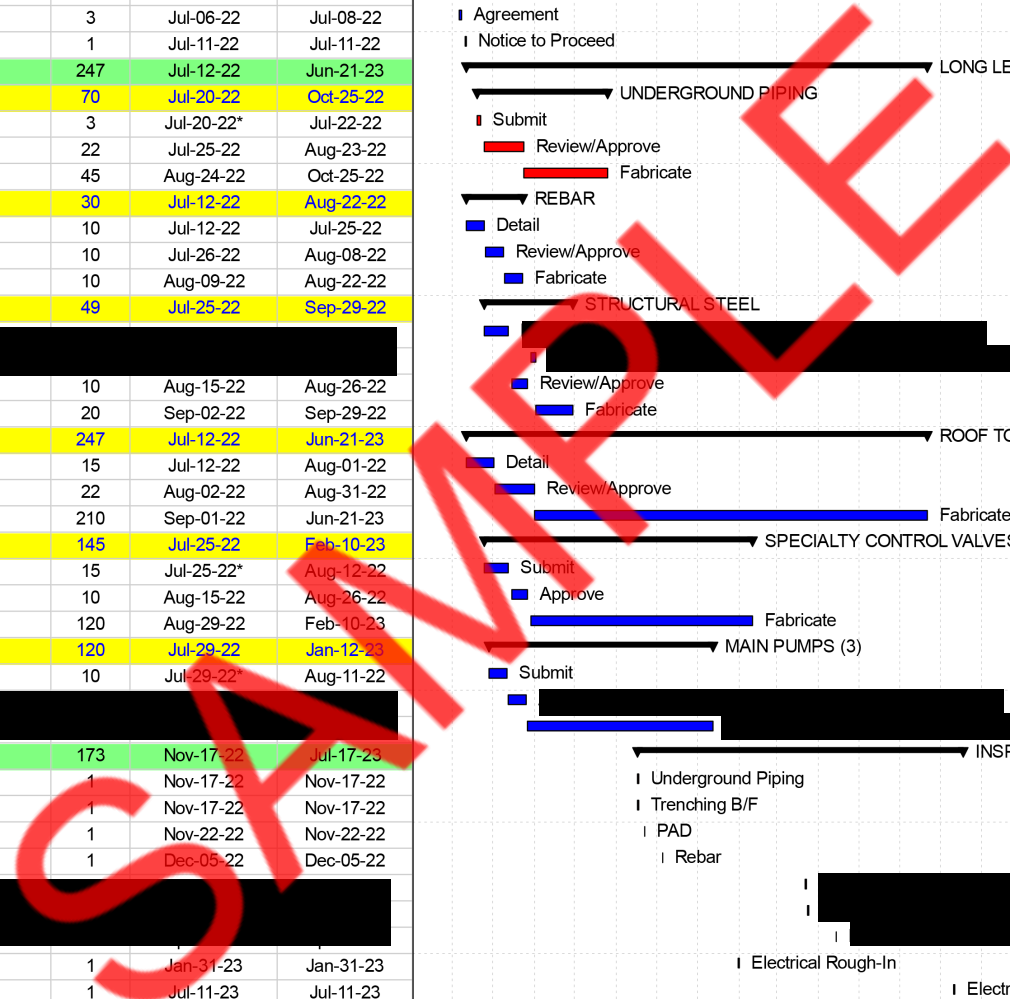 3 Jul-06-22 Jul-08-22 Agreement
1 Jul-11-22 Jul-11-22 Notice to Proceed
247 Jul-12-22 Jun-21-23 LONG LE
70 Jul-20-22 Oct-25-22 UNDERGROUND PIPING
3 Jul-20-22* Jul-22-22 Submit
22 Jul-25-22 Aug-23-22 Review/Approve
45 Aug-24-22 Oct-25-22 Fabricate
30 Jul-12-22 Aug-22-22 REBAR
10 Jul-12-22 Jul-25-22 Detail
10 Jul-26-22 Aug-08-22 Review/Approve
10 Aug-09-22 Aug-22-22 Fabricate
49 Jul-25-22 Sep-29-22 STRUCTURAL STEEL
10 Aug-15-22 Aug-26-22 Review/Approve
20 Sep-02-22 Sep-29-22 Fabricate
247 Jul-12-22 Jun-21-23 ROOF TO
15 Jul-12-22 Aug-01-22 Detail
22 Aug-02-22 Aug-31-22 Review/Approve
210 Sep-01-22 Jun-21-23 Fabricate
145 Jul-25-22 Feb-10-23 SPECIALTY CONTROL VALVES
15 Jul-25-22* Aug-12-22 Submit
10 Aug-15-22 Aug-26-22 Approve
120 Aug-29-22 Feb-10-23 Fabricate
120 Jul-29-22 Jan-12-23 MAIN PUMPS (3)
10 Jul-29-22* Aug-11-22 Submit
173 Nov-17-22 Jul-17-23 INSP
1 Nov-17-22 Nov-17-22 Underground Piping
1 Nov-17-22 Nov-17-22 Trenching B/F
1 Nov-22-22 Nov-22-22 PAD
1 Dec-05-22 Dec-05-22 Rebar
1 Jan-31-23 Jan-31-23 Electrical Rough-In
1 Jul-11-23 Jul-11-23 Electr
SAMPLE